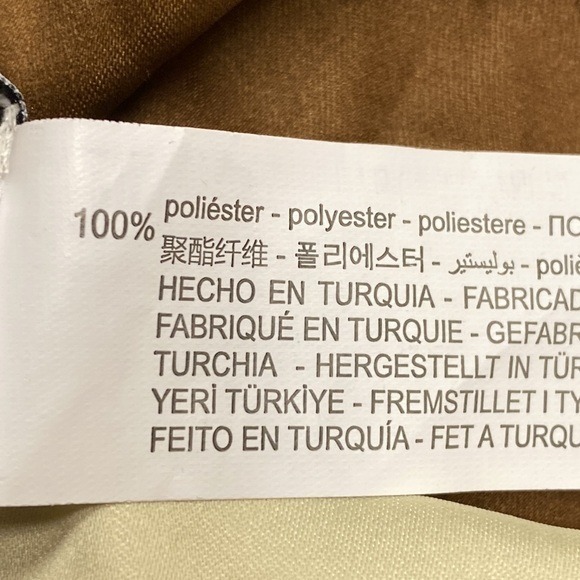 100% poliéster - polyester - poliestere - ПО
聚酯纤维 - 폴리에스터 - بوليستير - polié
HECHO EN TURQUIA - FABRICAD
FABRIQUÉ EN TURQUIE - GEFABR
TURCHIA - HERGESTELLT IN TÜR
YERİ TÜRKİYE - FREMSTILLET I TY
FEITO EN TURQUÍA - FET A TURQU